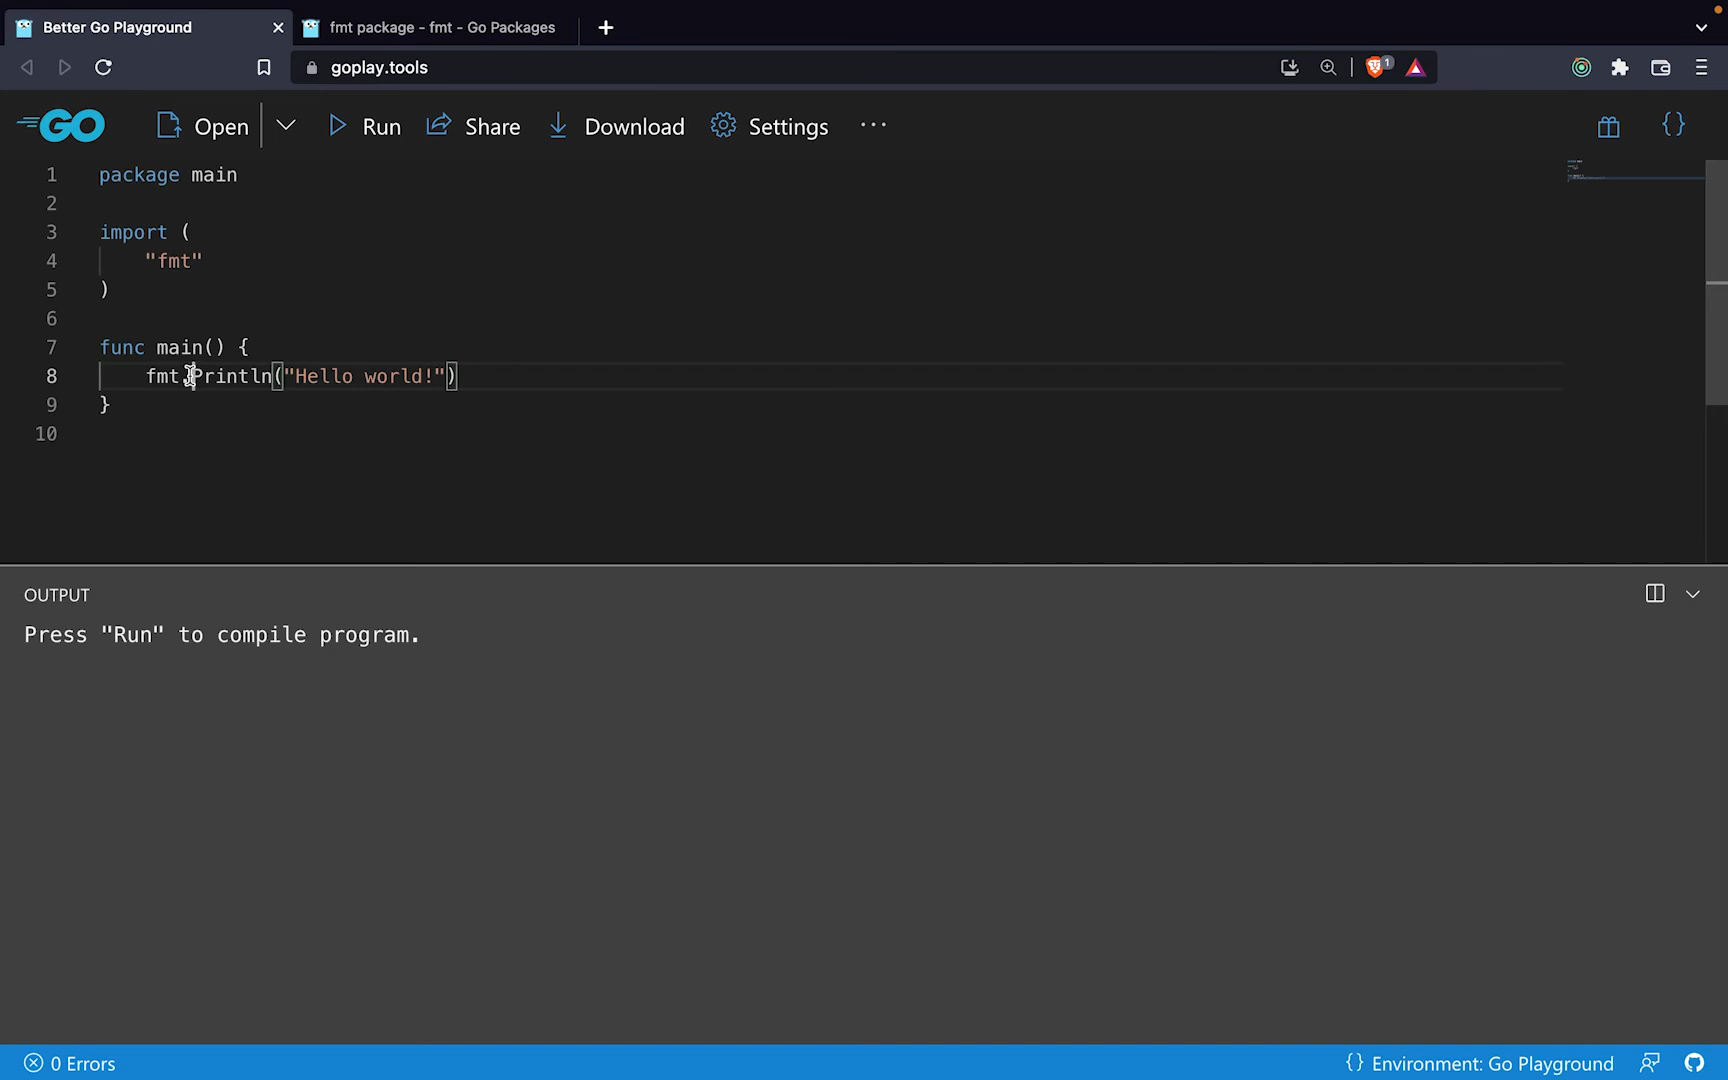 Better Go Playground
fmt package - fmt - Go Packages
goplay.tools
1
GO
Open
Run
Share
Download
Settings
1 package main
2
3 import (
4 "fmt"
5 )
6
7 func main() {
8 fmt.Println("Hello world!")
9 }
10
OUTPUT
Press "Run" to compile program.
0 Errors
{} Environment: Go Playground